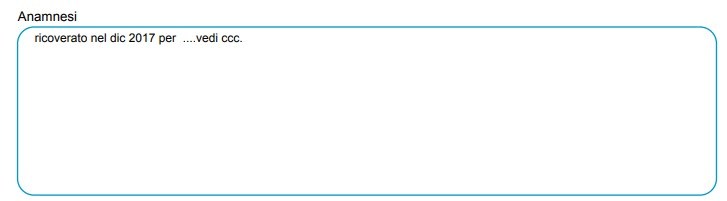 Anamnesi
ricoverato nel dic 2017 per  ....vedi ccc.